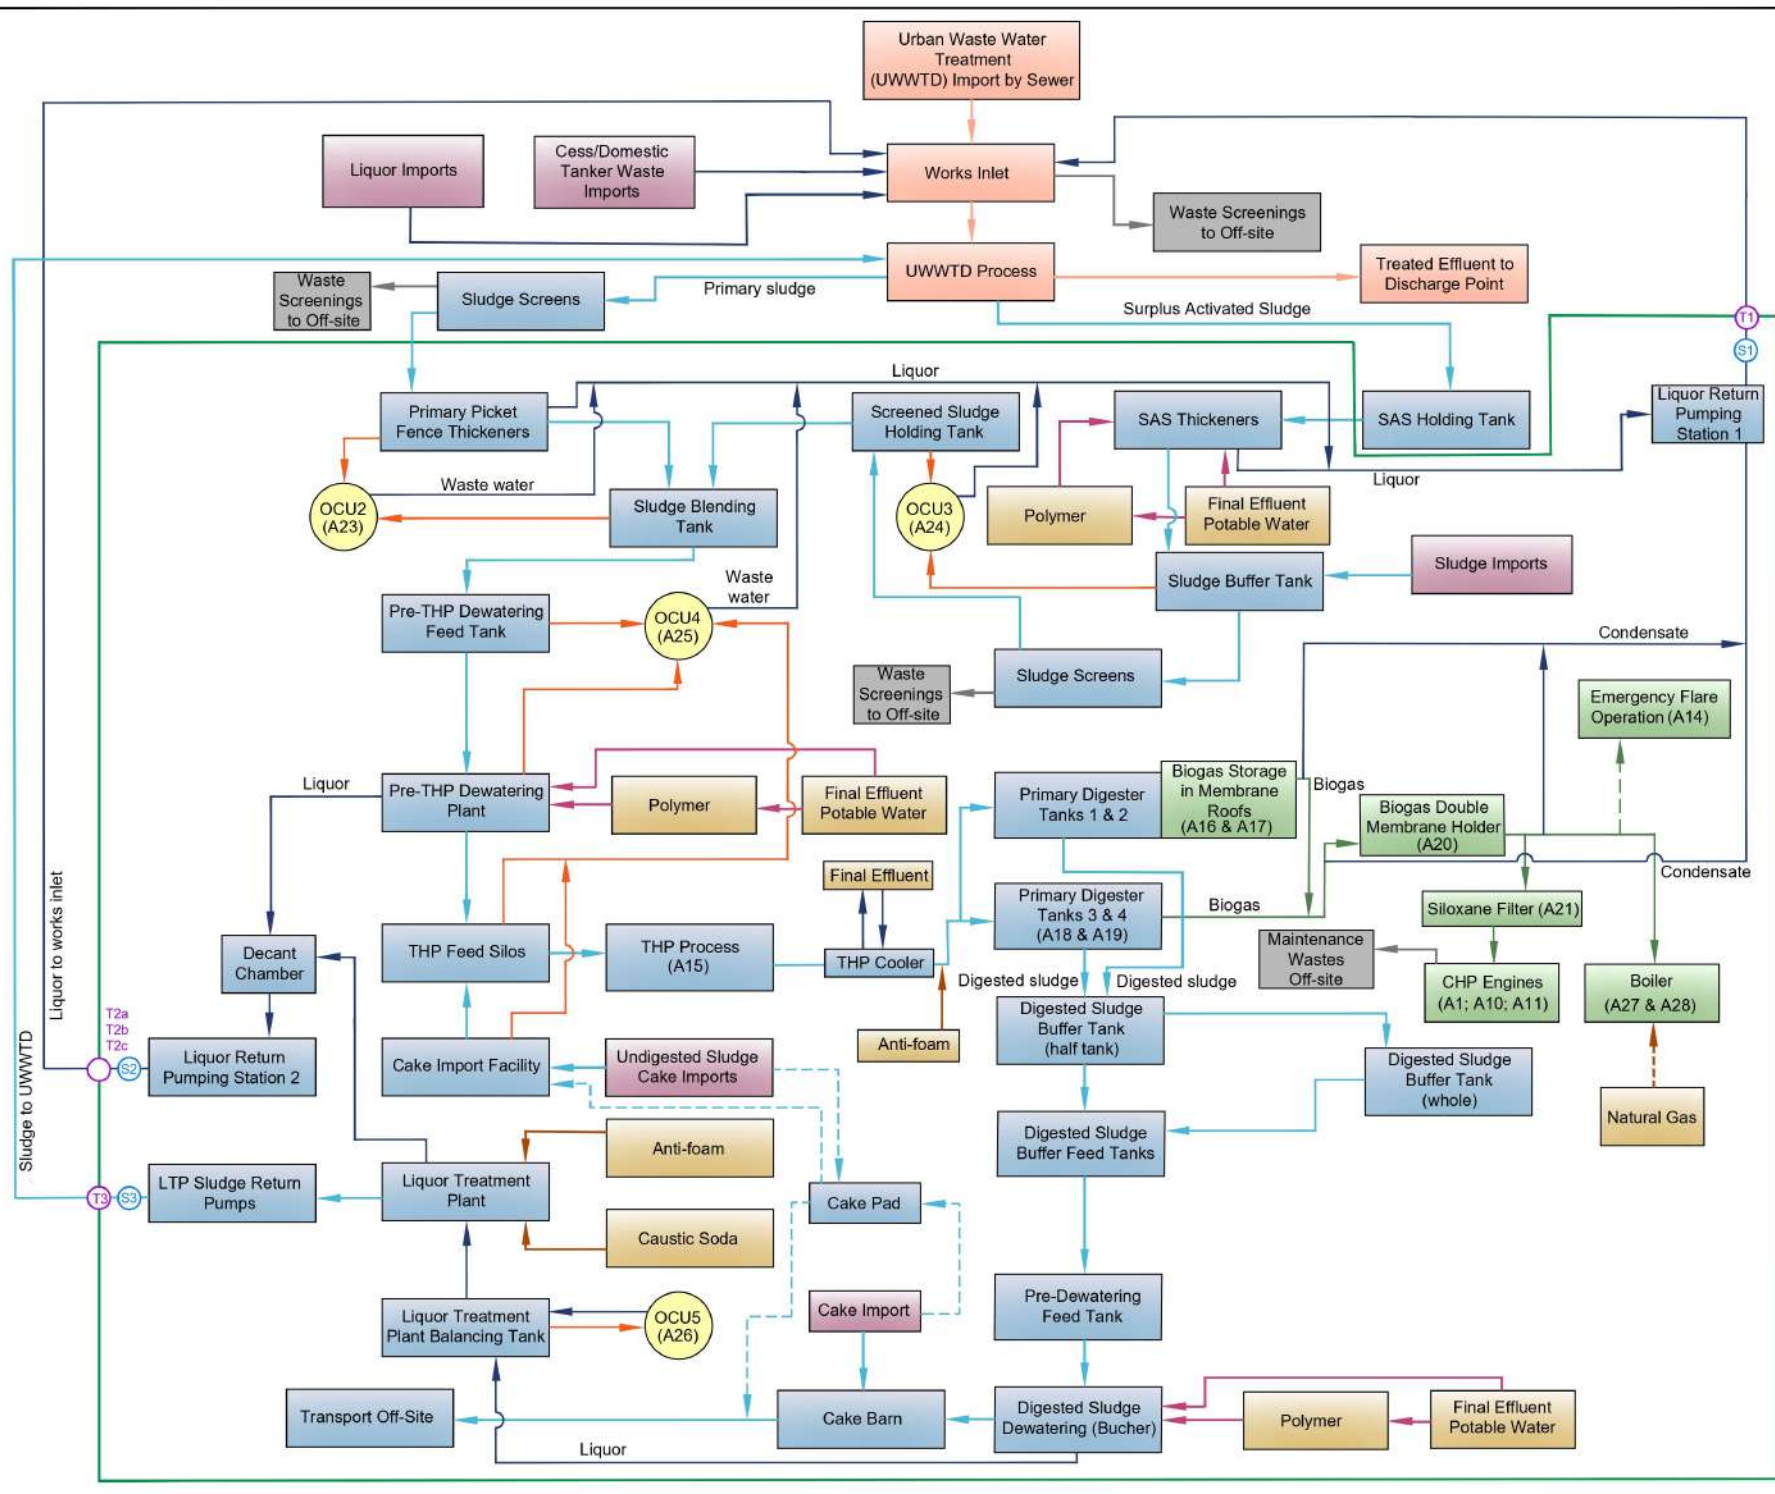 Urban Waste Water
Treatment
(UWWTD) Import by Sewer
Liquor Imports
Cess/Domestic
Tanker Waste
Imports
Works Inlet
Waste Screenings
to Off-site
UWWTD Process
Treated Effluent to
Discharge Point
Waste
Screenings
to Off-site
Sludge Screens
Primary sludge
Surplus Activated Sludge
T1
S1
Liquor
Primary Picket
Fence Thickeners
Screened Sludge
Holding Tank
SAS Thickeners
SAS Holding Tank
Liquor Return
Pumping
Station 1
Liquor
Waste water
OCU2
(A23)
Sludge Blending
Tank
OCU3
(A24)
Polymer
Final Effluent
Potable Water
Sludge Buffer Tank
Sludge Imports
Waste
water
Pre-THP Dewatering
Feed Tank
OCU4
(A25)
Condensate
Waste
Screenings
to Off-site
Sludge Screens
Emergency Flare
Operation (A14)
Liquor
Pre-THP Dewatering
Plant
Polymer
Final Effluent
Potable Water
Primary Digester
Tanks 1 & 2
Biogas Storage
in Membrane
Roofs
(A16 & A17)
Biogas
Biogas Double
Membrane Holder
(A20)
Condensate
Final Effluent
Primary Digester
Tanks 3 & 4
(A18 & A19)
Biogas
Siloxane Filter (A21)
Liquor to works inlet
Decant
Chamber
THP Feed Silos
THP Process
(A15)
THP Cooler
Maintenance
Wastes
Off-site
CHP Engines
(A1; A10; A11)
Boiler
(A27 & A28)
Digested sludge
Digested sludge
T2a
T2b
T2c
S2
Liquor Return
Pumping Station 2
Cake Import Facility
Undigested Sludge
Cake Imports
Anti-foam
Digested Sludge
Buffer Tank
(half tank)
Digested Sludge
Buffer Tank
(whole)
Natural Gas
Sludge to UWWTD
Anti-foam
Digested Sludge
Buffer Feed Tanks
T3
S3
LTP Sludge Return
Pumps
Liquor Treatment
Plant
Cake Pad
Caustic Soda
Liquor Treatment
Plant Balancing Tank
OCU5
(A26)
Cake Import
Pre-Dewatering
Feed Tank
Transport Off-Site
Cake Barn
Digested Sludge
Dewatering (Bucher)
Polymer
Final Effluent
Potable Water
Liquor